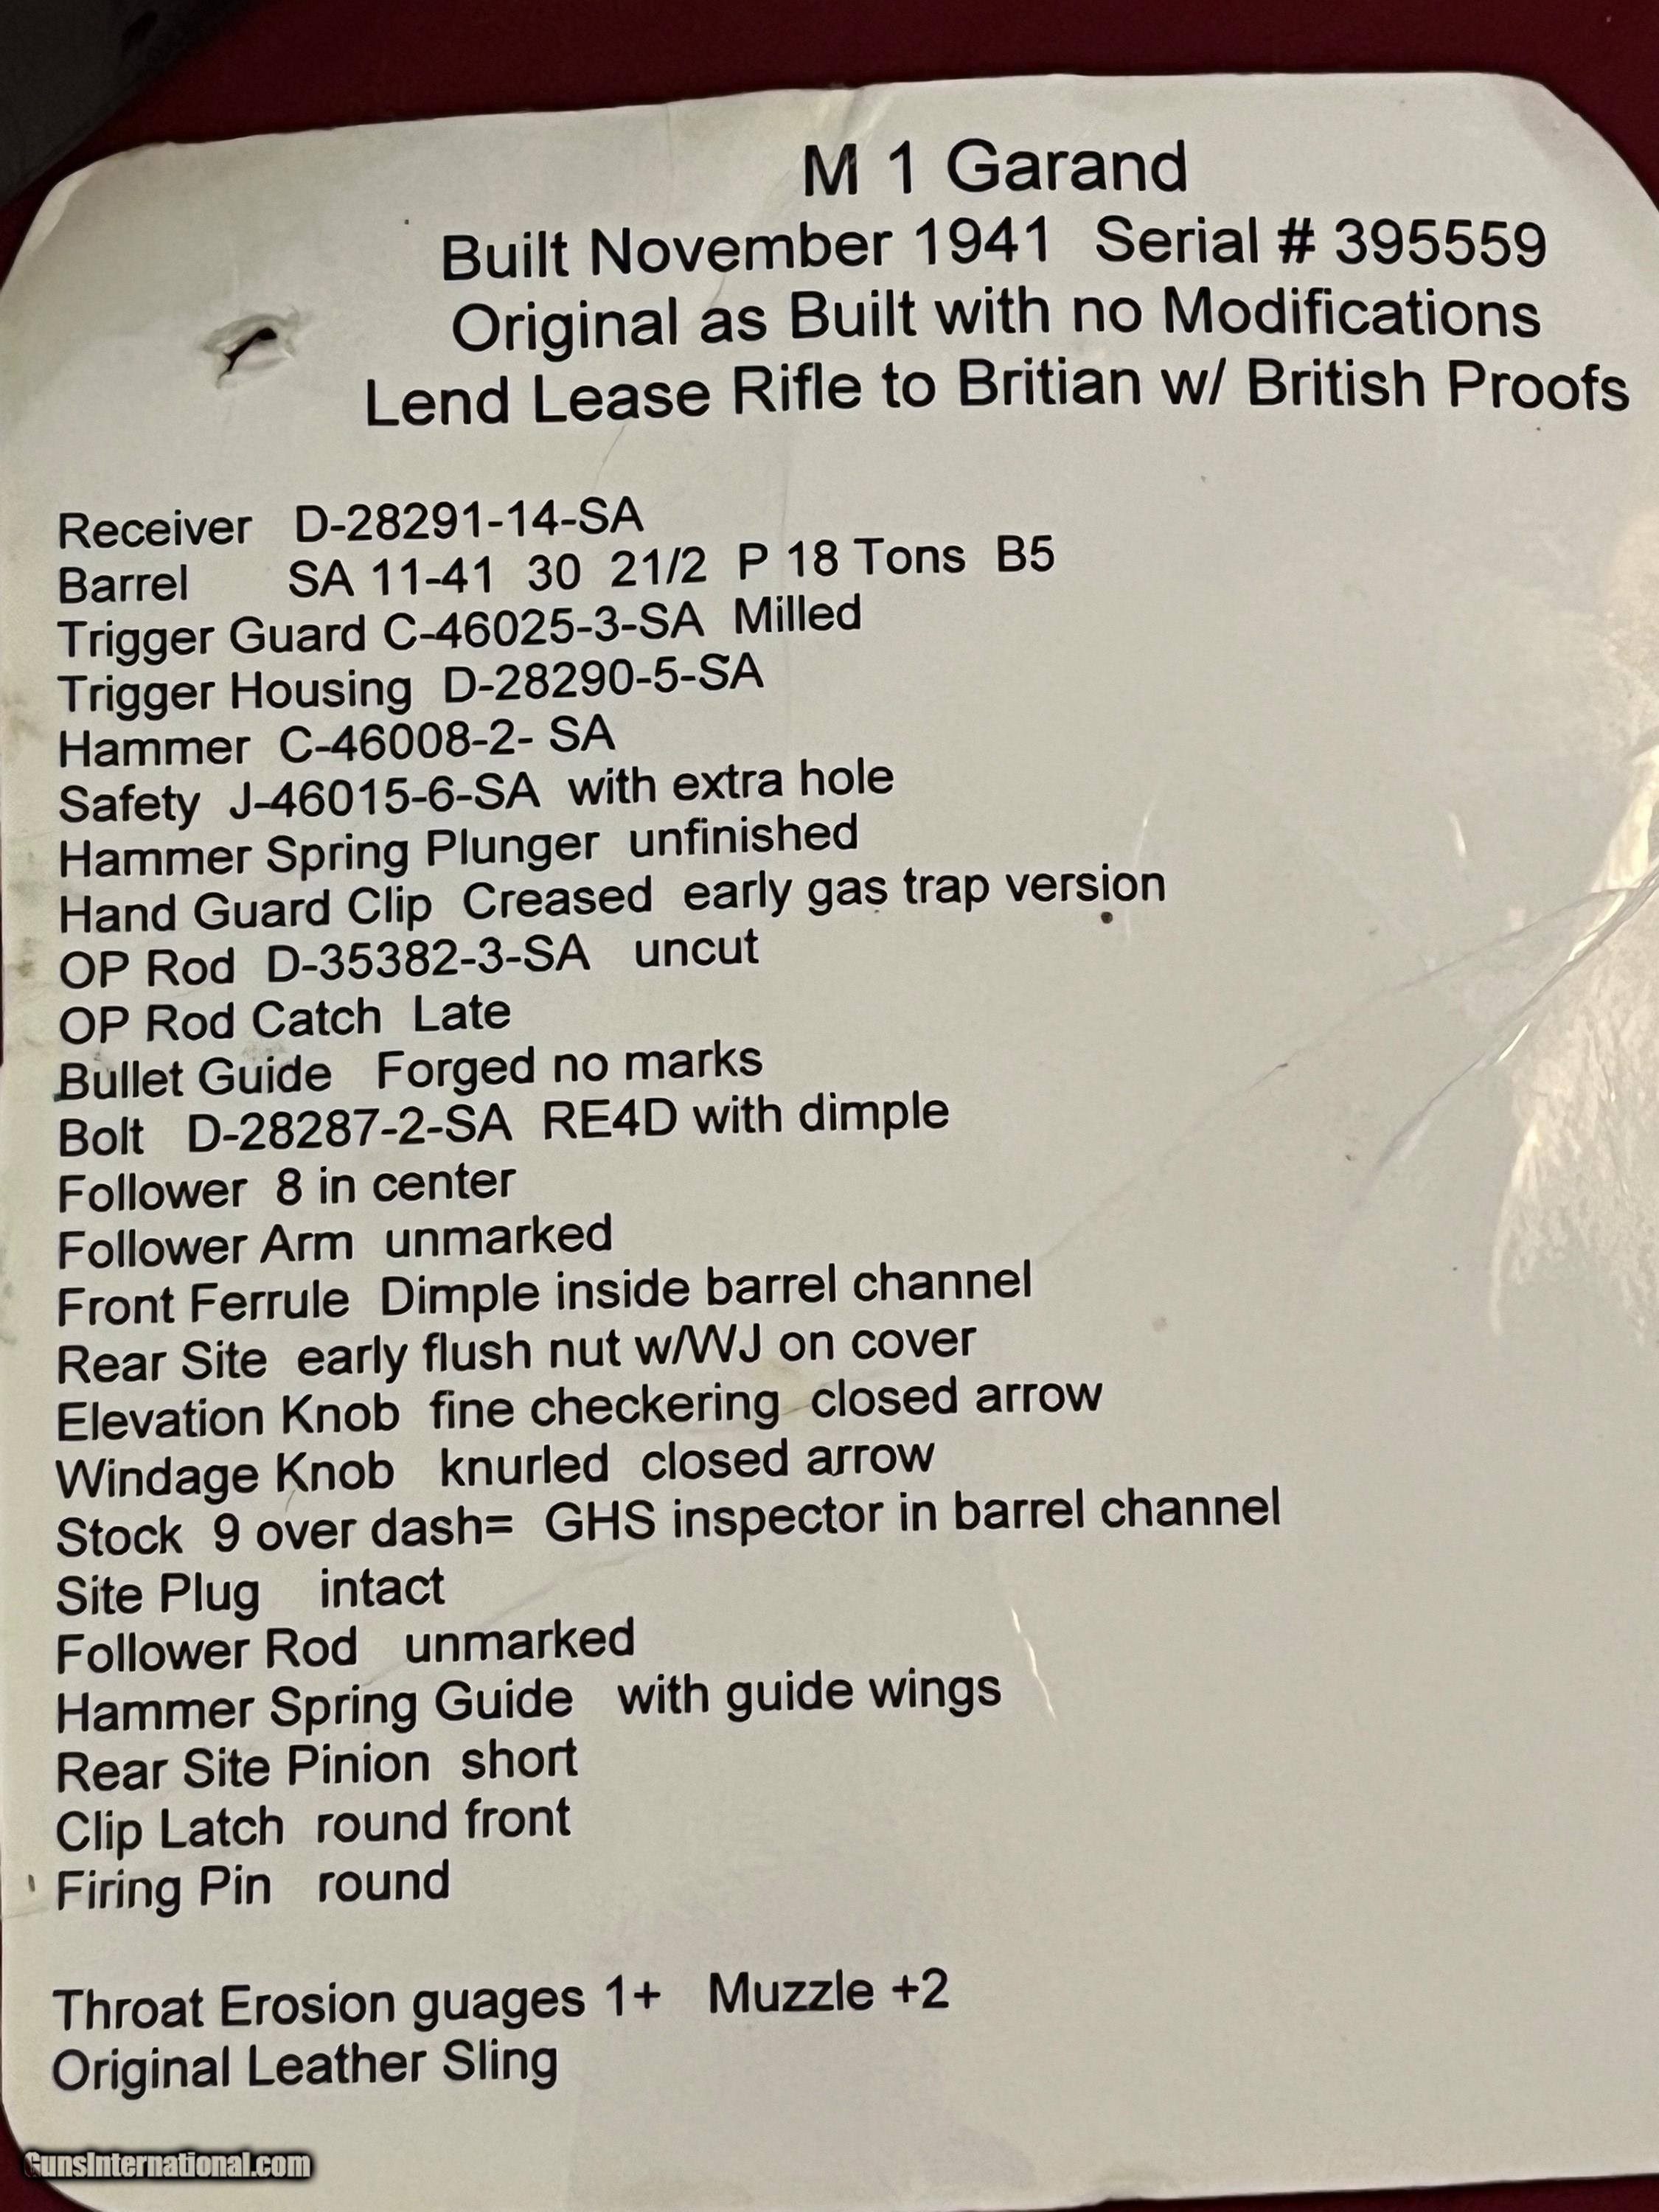 M 1 Garand
Built November 1941 Serial # 395559
Original as Built with no Modifications
Lend Lease Rifle to Britian w/ British Proofs
Receiver D-28291-14-SA
Barrel SA 11-41 30 21/2 P 18 Tons B5
Trigger Guard C-46025-3-SA Milled
Trigger Housing D-28290-5-SA
Hammer C-46008-2- SA
Safety J-46015-6-SA with extra hole
Hammer Spring Plunger unfinished
Hand Guard Clip Creased early gas trap version
OP Rod D-35382-3-SA uncut
OP Rod Catch Late
Bullet Guide Forged no marks
Bolt D-28287-2-SA RE4D with dimple
Follower 8 in center
Follower Arm unmarked
Front Ferrule Dimple inside barrel channel
Rear Site early flush nut w/WJ on cover
Elevation Knob fine checkering closed arrow
Windage Knob knurled closed arrow
Stock 9 over dash= GHS inspector in barrel channel
Site Plug intact
Follower Rod unmarked
Hammer Spring Guide with guide wings
Rear Site Pinion short
Clip Latch round front
Firing Pin round
Throat Erosion guages 1+ Muzzle +2
Original Leather Sling
GunsInternational.com